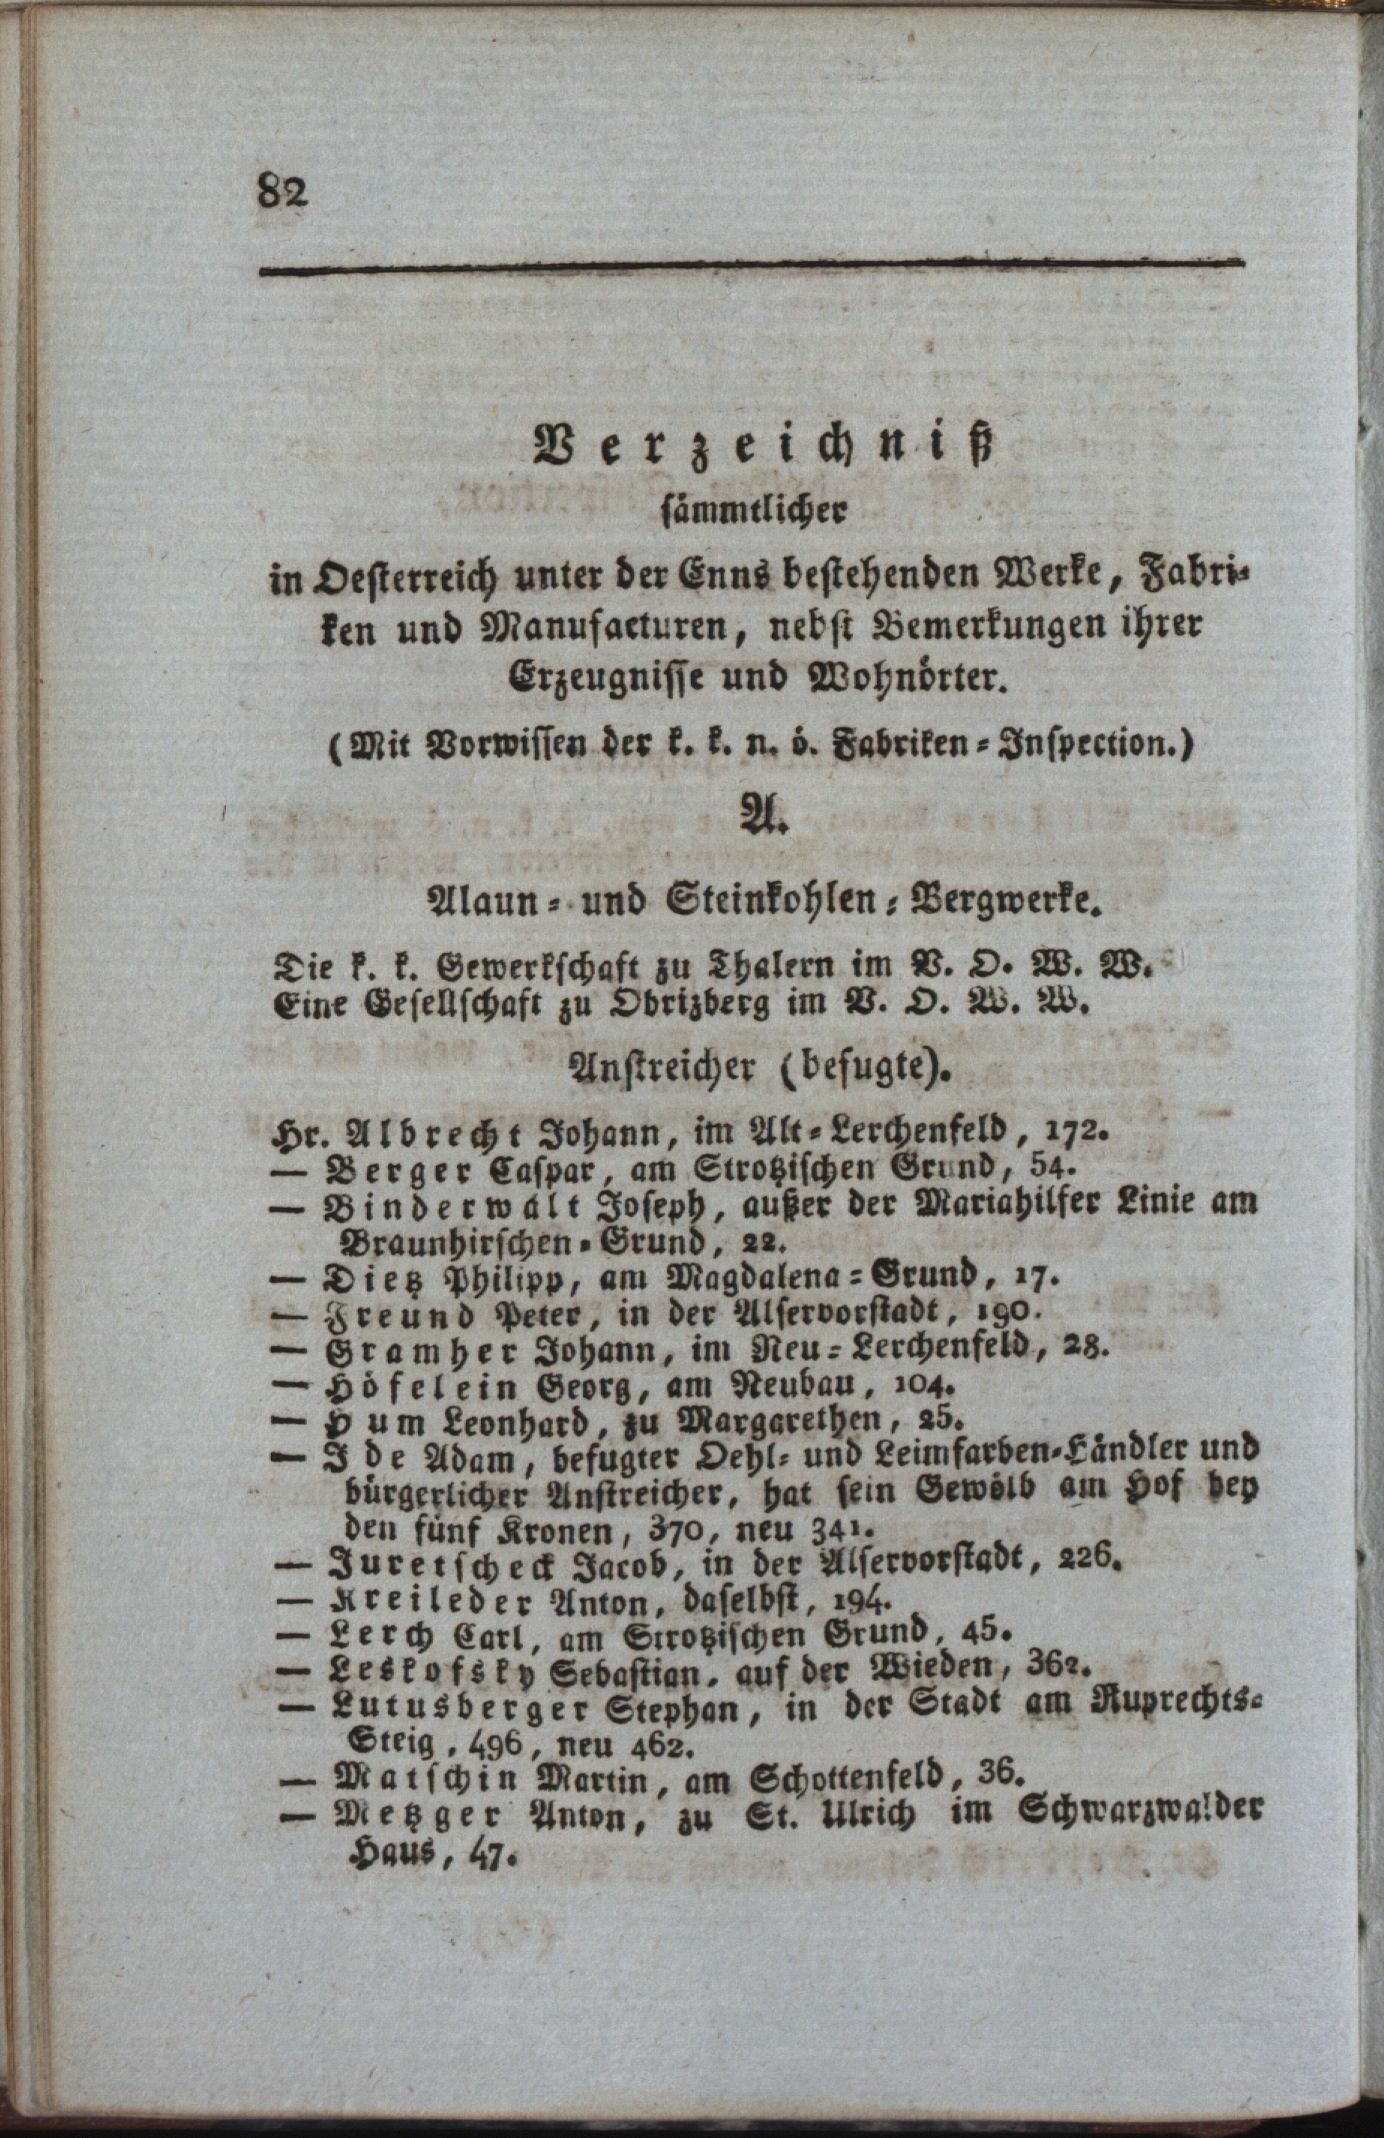 82
Verzeichniß
sämmtlicher
in Oesterreich unter der Enns bestehenden Werke, Fabri-
ken und Manufacturen, nebst Bemerkungen ihrer
Erzeugnisse und Wohnörter.
(Mit Vorwissen der k. k. n. ö. Fabriken-Inspection.)
A.
Alaun- und Steinkohlen-Bergwerke.
Die k. k. Gewerkschaft zu Thalern im V. O. W. W.
Eine Gesellschaft zu Obrizberg im V. O. W. W.
Anstreicher (befugte).
Hr. Albrecht Johann, im Alt-Lerchenfeld, 172.
— Berger Caspar, am Strotzischen Grund, 54.
— Binderwalt Joseph, außer der Mariahilfer Linie am
Braunhirschen-Grund, 22.
— Dietz Philipp, am Magdalena-Grund, 17.
— Freund Peter, in der Alservorstadt, 190.
— Gramher Johann, im Neu-Lerchenfeld, 28.
— Höfelein Georg, am Neubau, 104.
— Hum Leonhard, zu Margarethen, 25.
— Ide Adam, befugter Oehl- und Leimfarben-Händler und
bürgerlicher Anstreicher, hat sein Gewölb am Hof bey
den fünf Kronen, 370, neu 341.
— Juretscheck Jacob, in der Alservorstadt, 226.
— Kreileder Anton, daselbst, 194.
— Lerch Carl, am Strotzischen Grund, 45.
— Leskofsky Sebastian, auf der Wieden, 362.
— Lutusberger Stephan, in der Stadt am Ruprechts-
Steig, 496, neu 462.
— Matschin Martin, am Schottenfeld, 36.
— Metzger Anton, zu St. Ulrich im Schwarzwalder
Haus, 47.